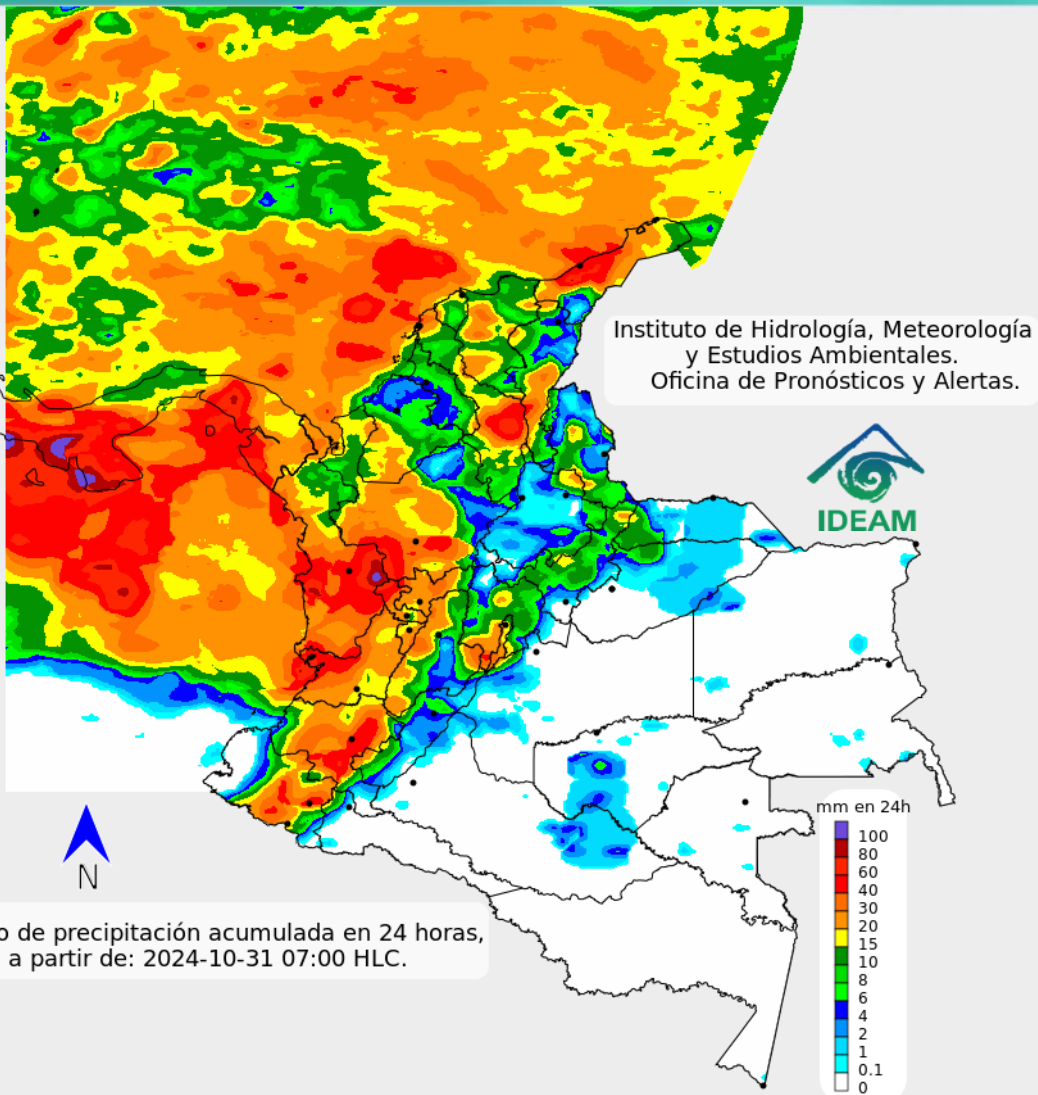 Instituto de Hidrología, Meteorología
y Estudios Ambientales.
Oficina de Pronósticos y Alertas.
IDEAM
mm en 24h
100
80
60
40
30
20
15
10
8
6
4
2
1
0.1
0
N
o de precipitación acumulada en 24 horas,
a partir de: 2024-10-31 07:00 HLC.